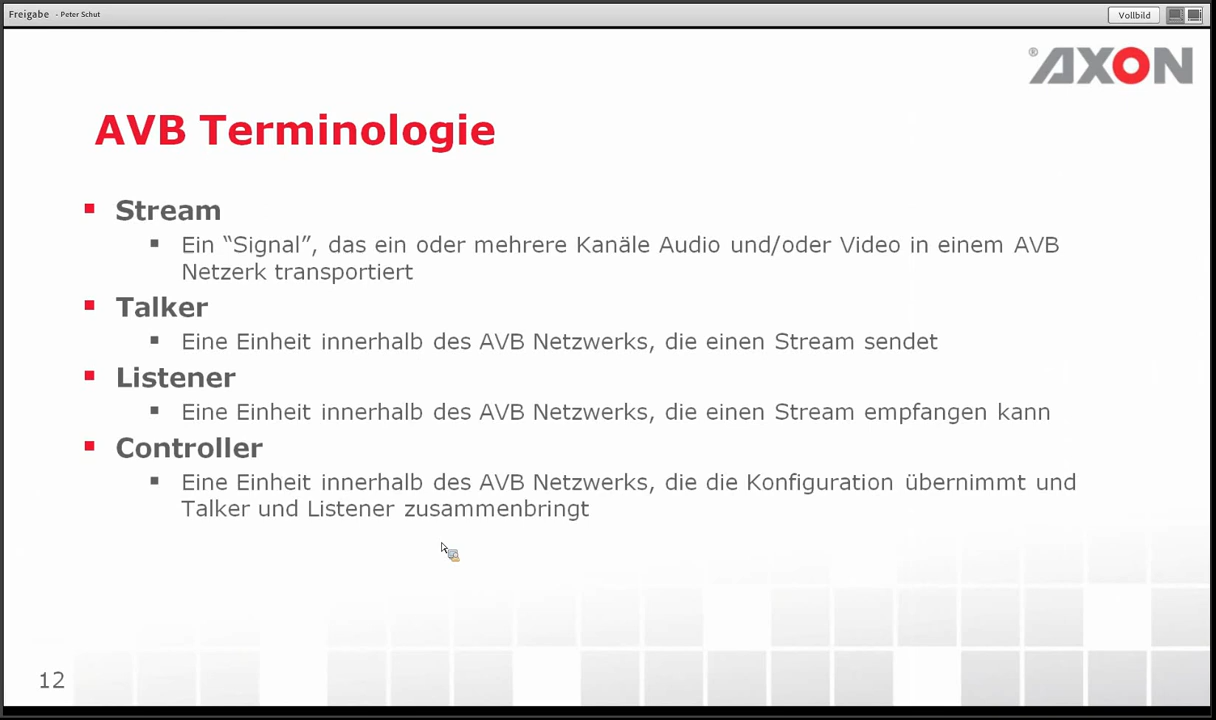 Freigabe - Peter Schut
Vollbild
®AXON
AVB Terminologie
Stream
Ein “Signal”, das ein oder mehrere Kanäle Audio und/oder Video in einem AVB
Netzerk transportiert
Talker
Eine Einheit innerhalb des AVB Netzwerks, die einen Stream sendet
Listener
Eine Einheit innerhalb des AVB Netzwerks, die einen Stream empfangen kann
Controller
Eine Einheit innerhalb des AVB Netzwerks, die die Konfiguration übernimmt und
Talker und Listener zusammenbringt
12